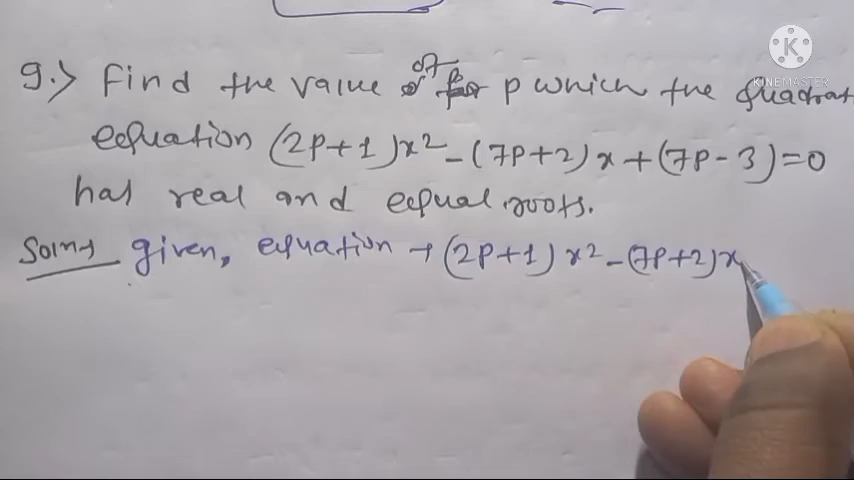 K
KINEMASTER
9.> Find the value of p which the quadrat
equation (2p+1)x² - (7p+2)x + (7p-3) = 0
has real and equal roots.
Soln → given, equation → (2p+1)x² - (7p+2)x